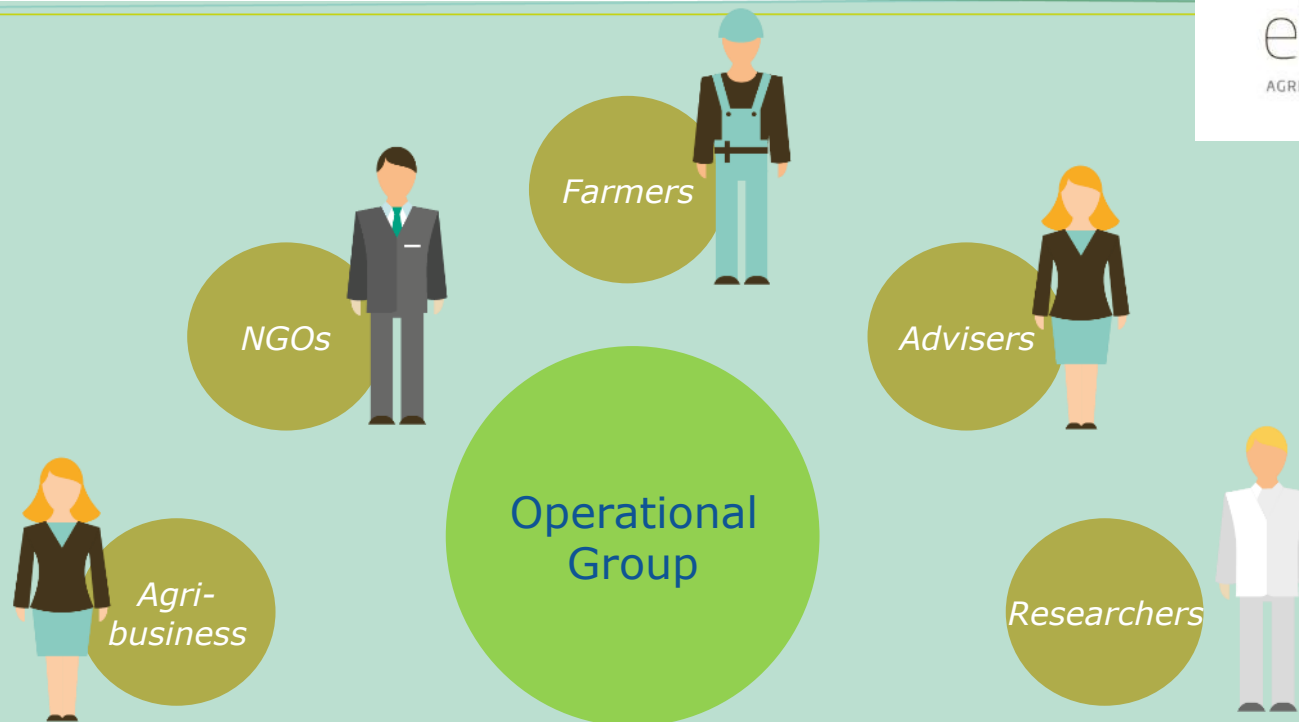 Farmers
NGOs
Advisers
Operational
Group
Agri-
business
Researchers